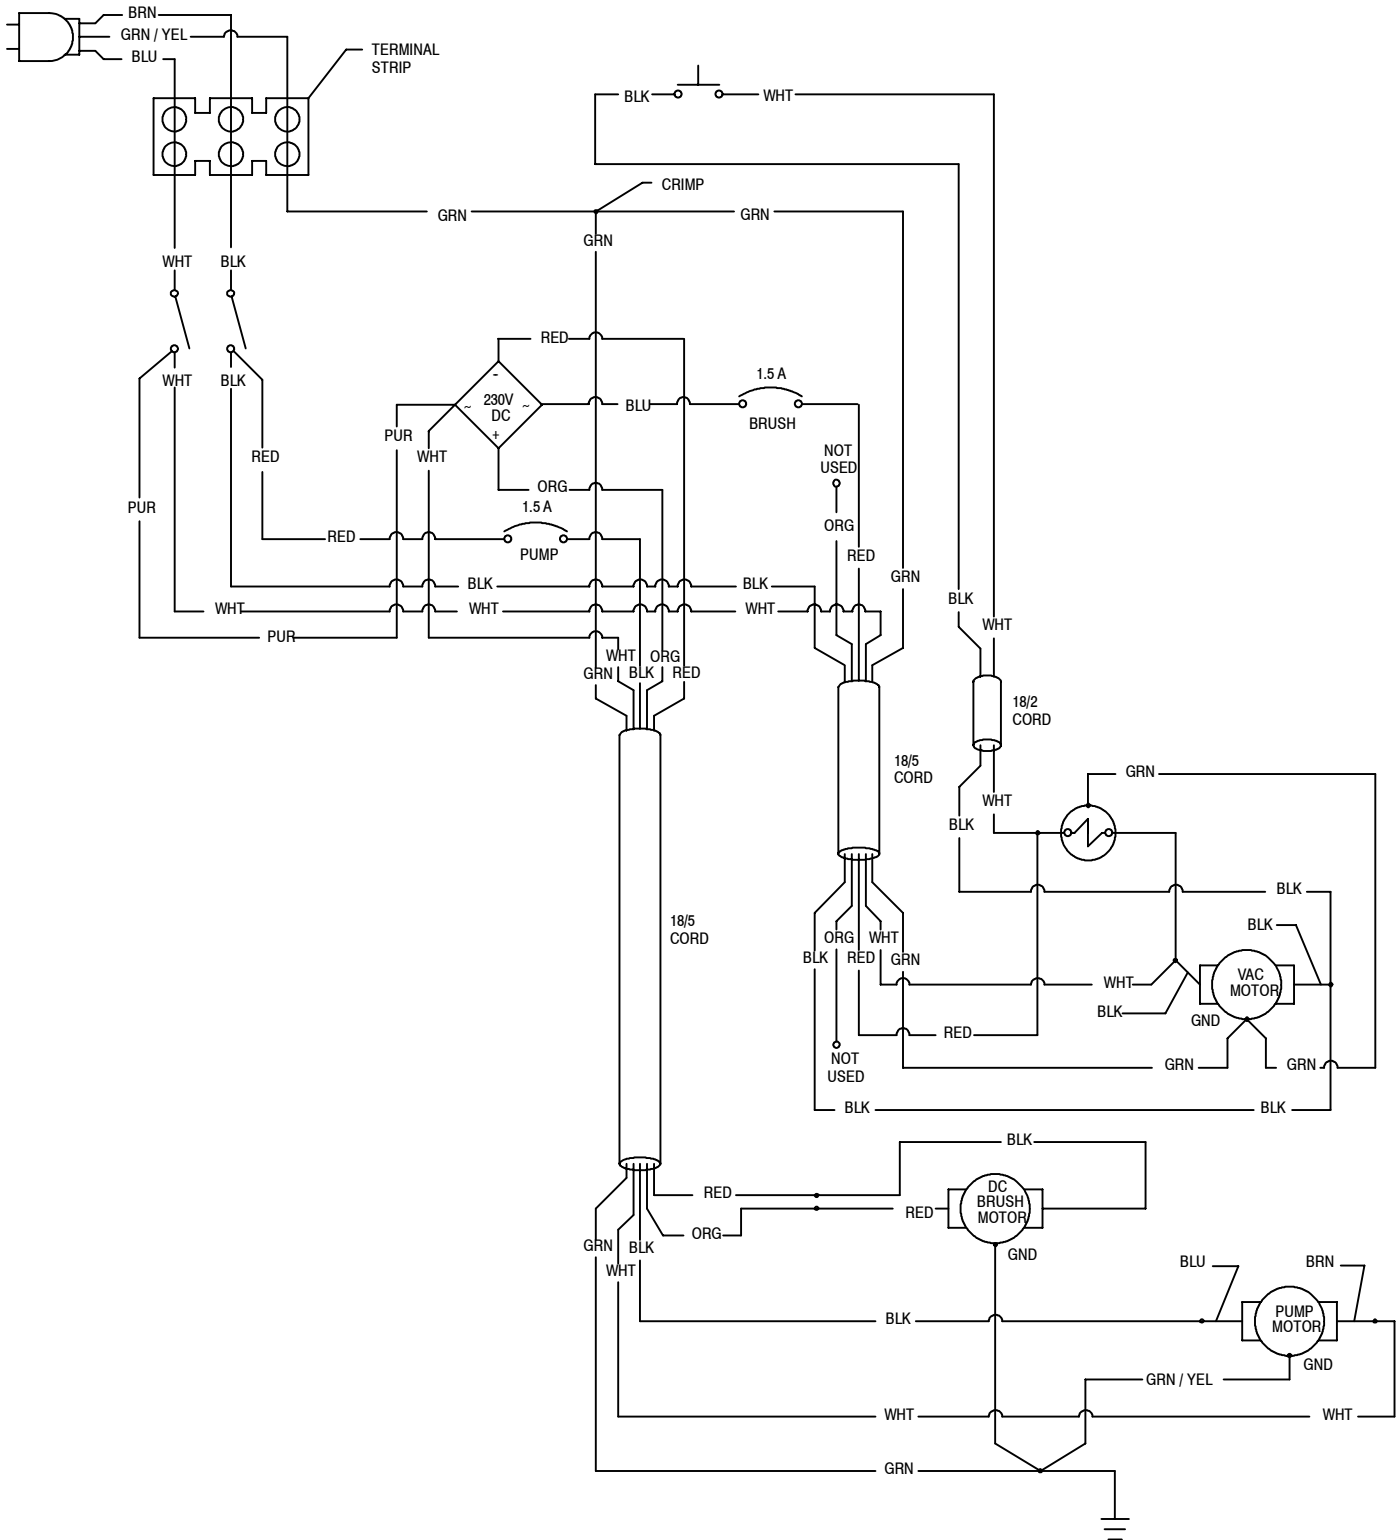 BRN
GRN / YEL
BLU
TERMINAL
STRIP
BLK
WHT
CRIMP
GRN
GRN
GRN
WHT
BLK
RED
1.5 A
-
230V
DC
~
~
+
BLU
BRUSH
WHT
BLK
PUR
WHT
RED
NOT
USED
ORG
1.5 A
PUR
ORG
RED
PUMP
RED
GRN
BLK
BLK
BLK
WHT
WHT
WHT
WHT
PUR
WHT
ORG
GRN
BLK
RED
18/2
CORD
18/5
CORD
GRN
WHT
BLK
BLK
18/5
CORD
BLK
ORG
WHT
BLK
RED
GRN
VAC
MOTOR
WHT
BLK
GND
RED
NOT
USED
GRN
GRN
BLK
BLK
BLK
RED
DC
BRUSH
MOTOR
RED
ORG
GRN
BLK
GND
WHT
BLU
BRN
BLK
PUMP
MOTOR
GND
GRN / YEL
WHT
WHT
GRN